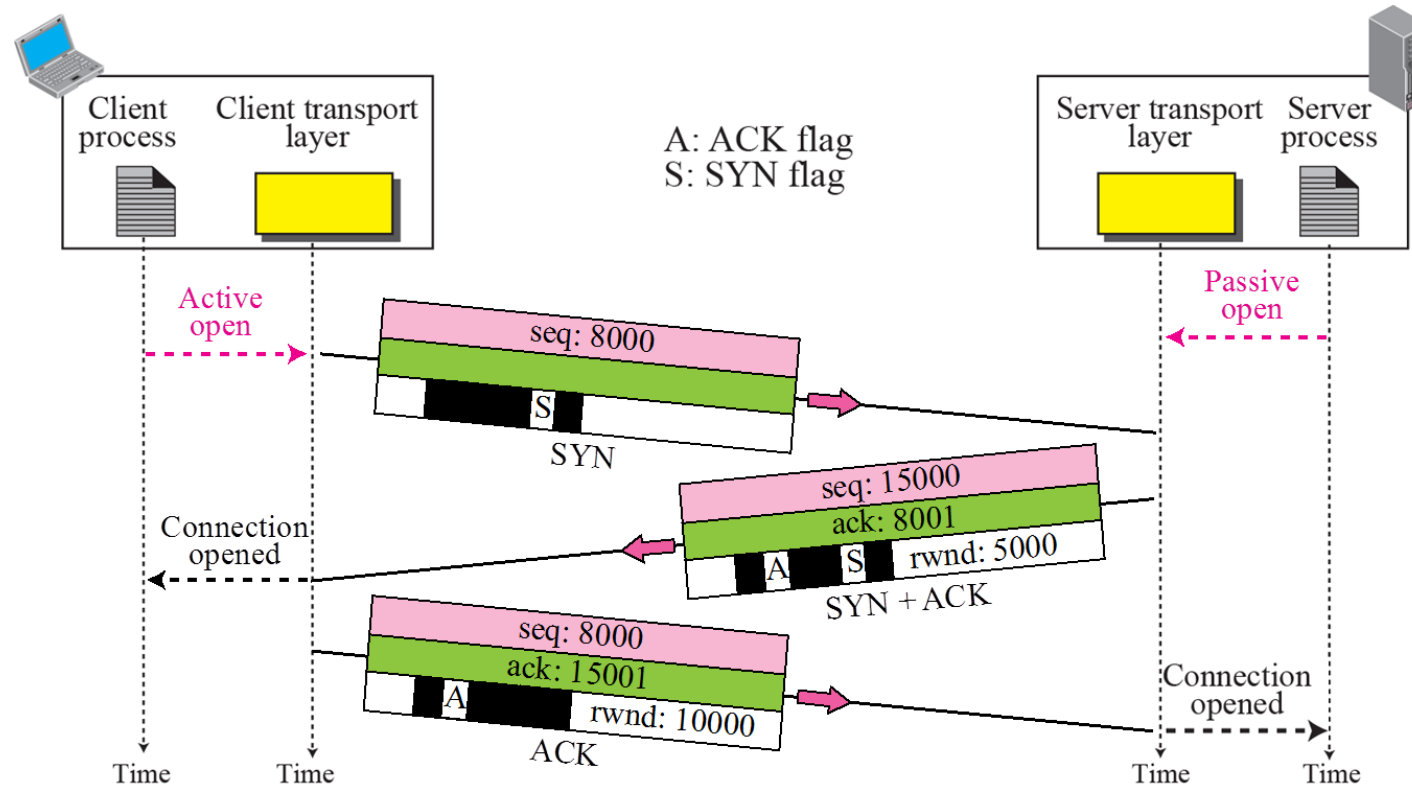 Client
process
Client transport
layer
A: ACK flag
S: SYN flag
Server transport
layer
Server
process
Active
open
Passive
open
seq: 8000
S
SYN
seq: 15000
ack: 8001
A
S
rwnd: 5000
SYN + ACK
Connection
opened
seq: 8000
ack: 15001
A
rwnd: 10000
ACK
Connection
opened
Time
Time
Time
Time